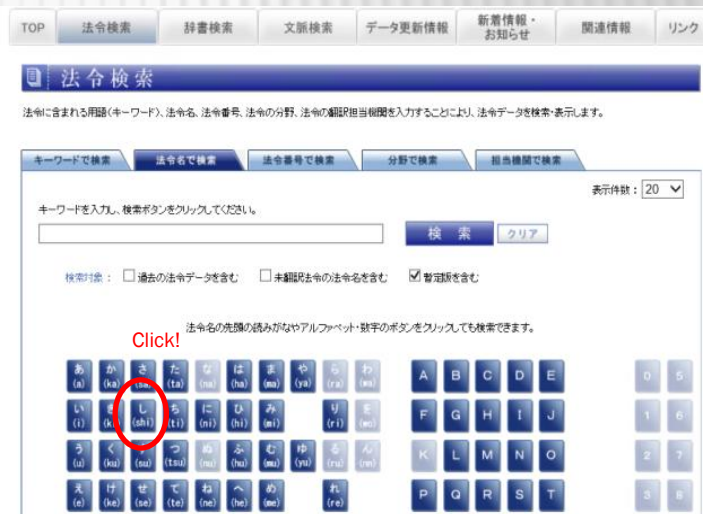 TOP 法令検索 辞書検索 文脈検索 データ更新情報 新着情報・お知らせ 関連情報 リンク
法令検索
法令に含まれる用語(キーワード)、法令名、法令番号、法令の分野、法令の翻訳担当機関を入力することにより、法令データを検索・表示します。
キーワードで検索 法令名で検索 法令番号で検索 分野で検索 担当機関で検索
表示件数: 20
キーワードを入力し、検索ボタンをクリックしてください。
検索 クリア
検索対象: 過去の法令データを含む 未翻訳法令の法令名を含む 暫定版を含む
法令名の先頭の読みがなやアルファベット・数字のボタンをクリックしても検索できます。
Click!
あ か さ た な は ま や ら わ
(a) (ka) (sa) (ta) (na) (ha) (ma) (ya) (ra) (wa)
A B C D E 0 5
い き し ち に ひ み り を
(i) (shi) (ti) (ni) (hi) (mi) (ri) (wo)
F G H I J 1 6
う く つ ぬ ふ む ゆ る ん
(u) (ku) (su) (tsu) (nu) (hu) (mu) (yu) (ru) (nn)
K L M N O 2 7
え け せ て ね へ め れ
(e) (ke) (se) (te) (ne) (he) (me) (re)
P Q R S T 3 8